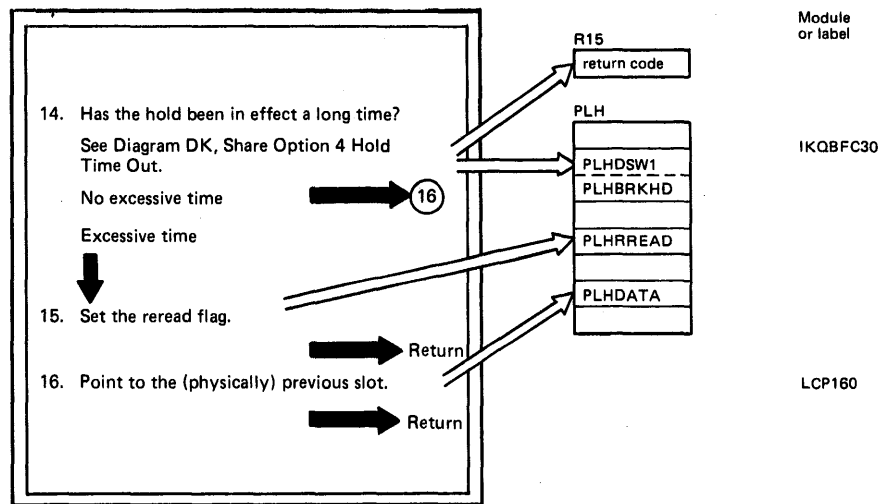 Module
or label
R15
return code
14. Has the hold been in effect a long time?
PLH
See Diagram DK, Share Option 4 Hold
Time Out.
IKQBFC30
PLHDSW1
No excessive time
16
PLHBRKHD
Excessive time
PLHRREAD
PLHDATA
15. Set the reread flag.
Return
16. Point to the (physically) previous slot.
LCP160
Return